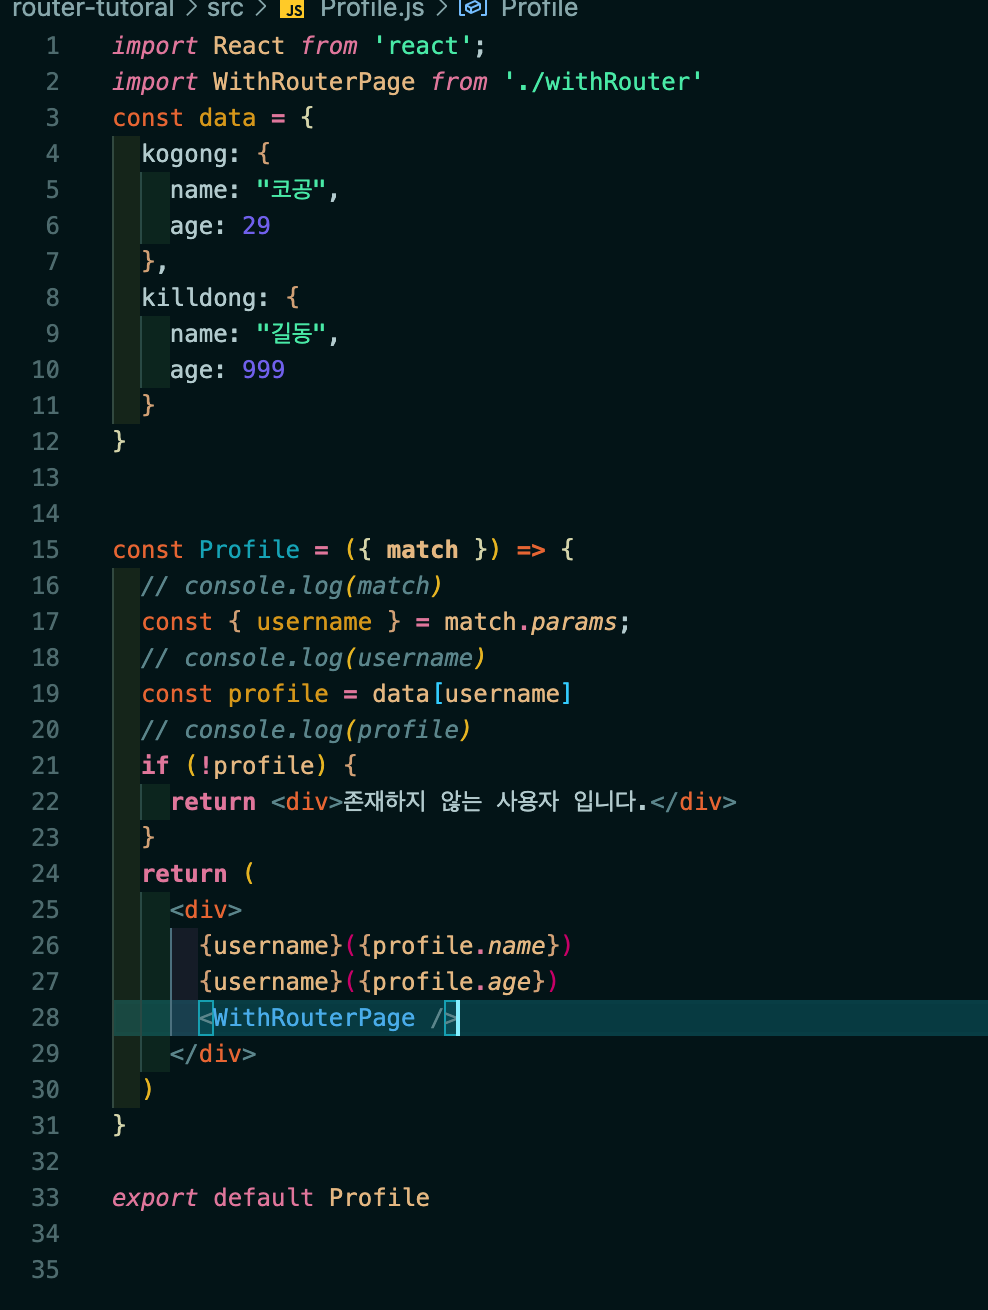 router-tutoral > src > JS Profile.js > Profile
1 import React from 'react';
2 import WithRouterPage from './withRouter'
3 const data = {
4   kogong: {
5     name: "코공",
6     age: 29
7   },
8   killdong: {
9     name: "길동",
10     age: 999
11   }
12 }
13
14
15 const Profile = ({ match }) => {
16   // console.log(match)
17   const { username } = match.params;
18   // console.log(username)
19   const profile = data[username]
20   // console.log(profile)
21   if (!profile) {
22     return <div>존재하지 않는 사용자 입니다.</div>
23   }
24   return (
25     <div>
26       {username}({profile.name})
27       {username}({profile.age})
28       <WithRouterPage />
29     </div>
30   )
31 }
32
33 export default Profile
34
35